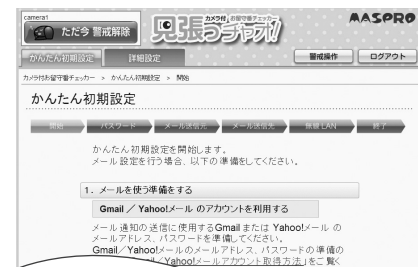 camera1
ただ今 警戒解除
カメラ付お留守番チェッカー
見張っチャオ!
MASPRO
かんたん初期設定
詳細設定
警戒操作
ログアウト
カメラ付お留守番チェッカー > かんたん初期設定 > 開始
かんたん初期設定
開始
パスワード
メール送信元
メール送信先
無線LAN
終了
かんたん初期設定を開始します。
メール設定を行う場合、以下の準備をしてください。
1. メールを使う準備をする
Gmail / Yahoo!メール のアカウントを利用する
メール通知の送信に使用するGmailまたは Yahoo!メール の
メールアドレス、パスワードを準備してください。
Gmail/Yahoo!メールのメールアドレス、パスワードの準備の
il/Yahoo!メールアカウント取得方法」をご覧く